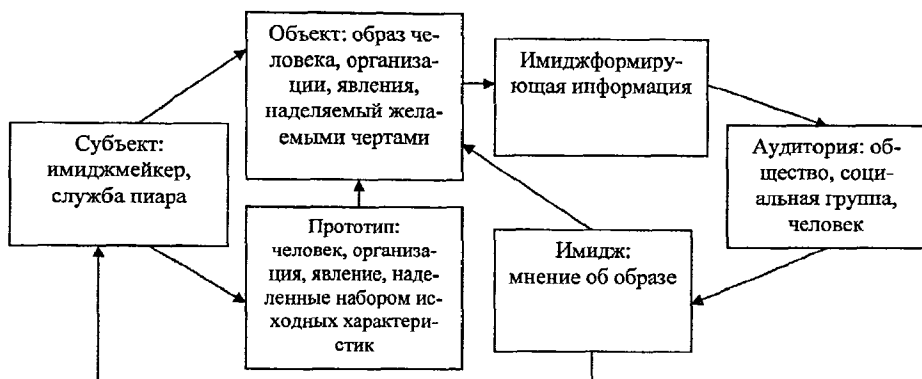 Объект: образ че-
ловека, организа-
ции, явления,
наделяемый жела-
емыми чертами
Имиджформирую-
ющая информация
Субъект:
имиджмейкер,
служба пиара
Аудитория: об-
щество, соци-
альная группа,
человек
Прототип:
человек, организа-
ция, явление, наде-
ленные набором ис-
ходных характери-
стик
Имидж:
мнение об образе